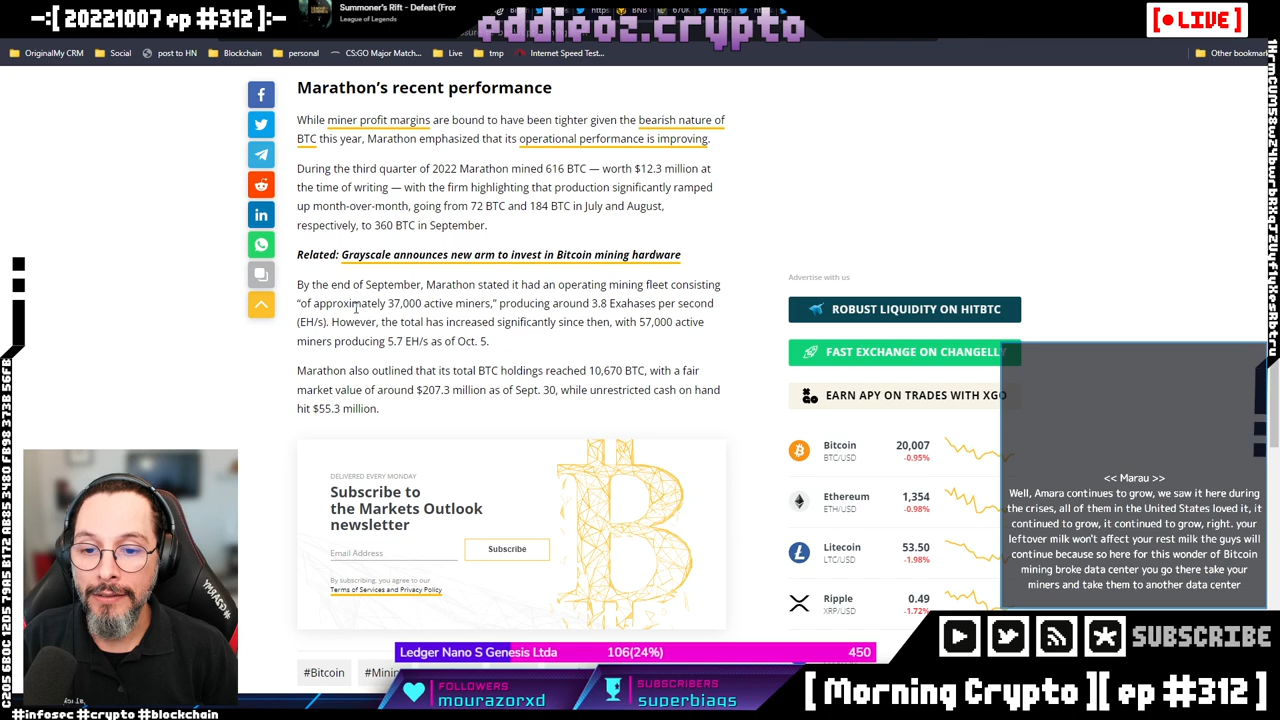 -:[ 20221007 ep #312 ]:-
Summoner's Rift - Defeat (Fror
League of Legends
https
BNB
670K
eddieoz.crypto
[ LIVE ]
OriginalMy CRM
Social
post to HN
Blockchain
personal
CS:GO Major Match...
Live
tmp
Internet Speed Test...
Other bookmar
Marathon's recent performance
While miner profit margins are bound to have been tighter given the bearish nature of
BTC this year, Marathon emphasized that its operational performance is improving.
During the third quarter of 2022 Marathon mined 616 BTC — worth $12.3 million at
the time of writing — with the firm highlighting that production significantly ramped
up month-over-month, going from 72 BTC and 184 BTC in July and August,
respectively, to 360 BTC in September.
Related: Grayscale announces new arm to invest in Bitcoin mining hardware
By the end of September, Marathon stated it had an operating mining fleet consisting
“of approximately 37,000 active miners,” producing around 3.8 Exahases per second
(EH/s). However, the total has increased significantly since then, with 57,000 active
miners producing 5.7 EH/s as of Oct. 5.
Marathon also outlined that its total BTC holdings reached 10,670 BTC, with a fair
market value of around $207.3 million as of Sept. 30, while unrestricted cash on hand
hit $55.3 million.
DELIVERED EVERY MONDAY
Subscribe to
the Markets Outlook
newsletter
Email Address
Subscribe
By subscribing, you agree to our
Terms of Services and Privacy Policy
#Bitcoin
Advertise with us
ROBUST LIQUIDITY ON HITBTC
FAST EXCHANGE ON CHANGELLY
EARN APY ON TRADES WITH XGO
Bitcoin 20,007
BTC/USD -0.95%
Ethereum 1,354
ETH/USD -0.98%
Litecoin 53.50
LTC/USD -1.98%
Ripple 0.49
XRP/USD -1.72%
<< Marau >>
Well, Amara continues to grow, we saw it here during
the crises, all of them in the United States loved it, it
continued to grow, it continued to grow, right. your
leftover milk won't affect your rest milk the guys will
continue because so here for this wonder of Bitcoin
mining broke data center you go there take your
miners and take them to another data center
SUBSCRIBE
Ledger Nano S Genesis Ltda 106(24%) 450
FOLLOWERS
mourazorxd
SUBSCRIBERS
superbiaqs
[ Morning Crypto ][ ep #312 ]
#infosec #crypto #blockchain